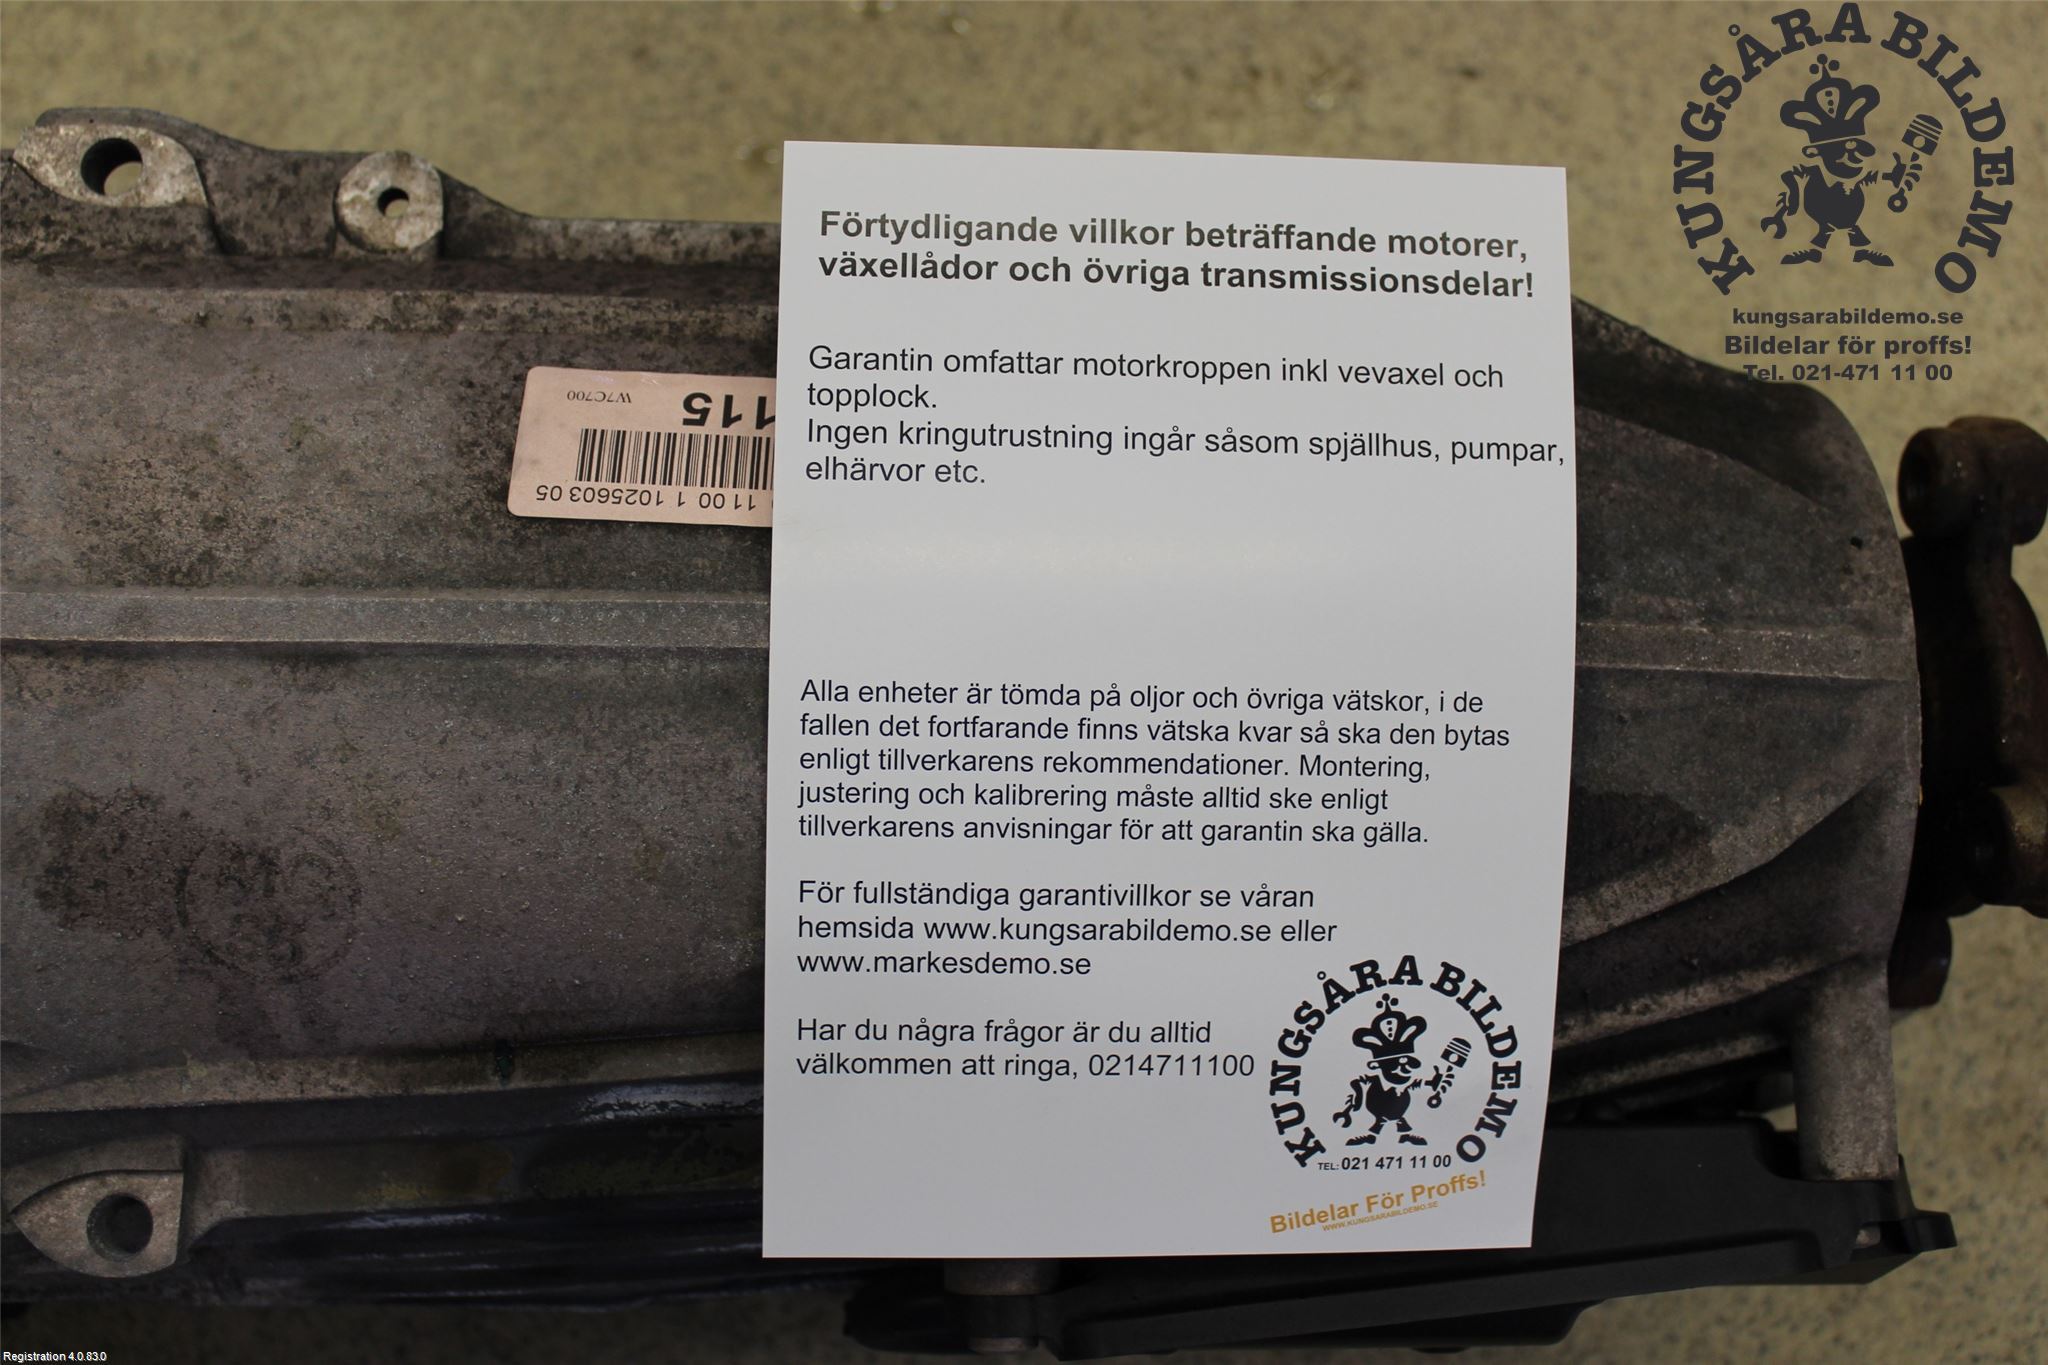 KUNGSÅRA BILDEMO
kungsarabildemo.se
Bildelar för proffs!
Tel. 021-471 11 00
Förtydligande villkor beträffande motorer,
växellådor och övriga transmissionsdelar!
Garantin omfattar motorkroppen inkl vevaxel och
topplock.
Ingen kringutrustning ingår såsom spjällhus, pumpar,
elhärvor etc.
W7C700
115
11 00 1 1025603 05
Alla enheter är tömda på oljor och övriga vätskor, i de
fallen det fortfarande finns vätska kvar så ska den bytas
enligt tillverkarens rekommendationer. Montering,
justering och kalibrering måste alltid ske enligt
tillverkarens anvisningar för att garantin ska gälla.
För fullständiga garantivillkor se våran
hemsida www.kungsarabildemo.se eller
www.markesdemo.se
Har du några frågor är du alltid
välkommen att ringa, 0214711100
KUNGSÅRA BILDEMO
TEL: 021 471 11 00
Bildelar För Proffs!
WWW.KUNGSARABILDEMO.SE
Registration 4.0.83.0